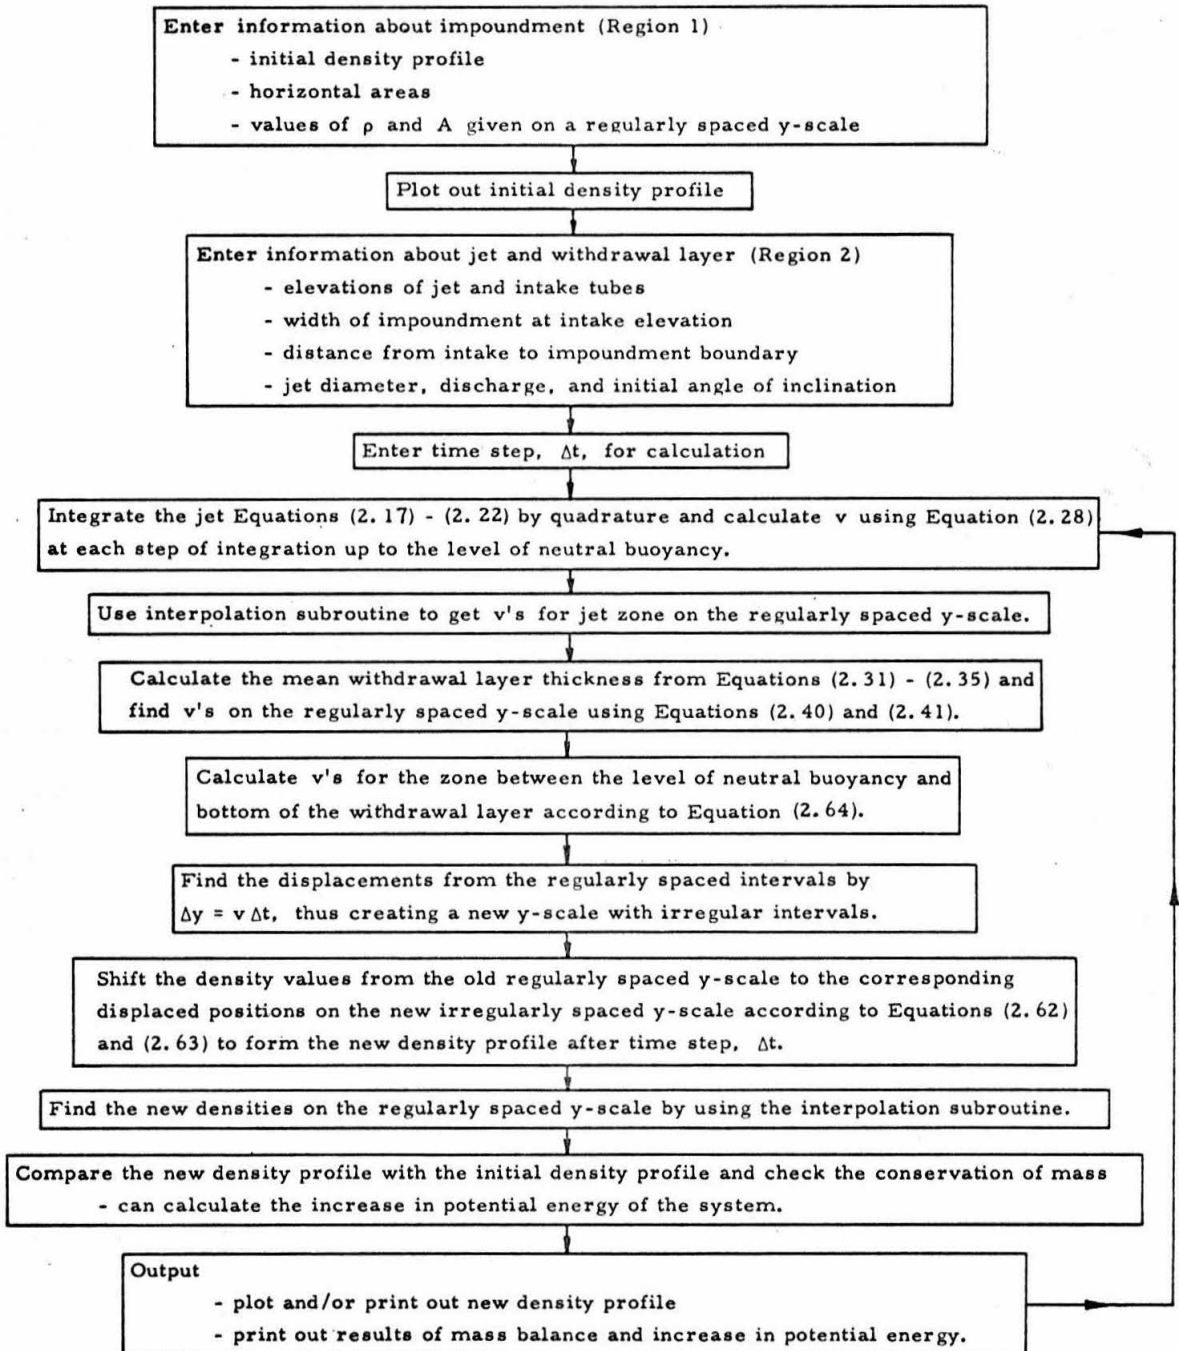 Enter information about impoundment (Region 1)
- initial density profile
- horizontal areas
- values of ρ and A given on a regularly spaced y-scale
Plot out initial density profile
Enter information about jet and withdrawal layer (Region 2)
- elevations of jet and intake tubes
- width of impoundment at intake elevation
- distance from intake to impoundment boundary
- jet diameter, discharge, and initial angle of inclination
Enter time step, Δt, for calculation
Integrate the jet Equations (2.17) - (2.22) by quadrature and calculate v using Equation (2.28)
at each step of integration up to the level of neutral buoyancy.
Use interpolation subroutine to get v's for jet zone on the regularly spaced y-scale.
Calculate the mean withdrawal layer thickness from Equations (2.31) - (2.35) and
find v's on the regularly spaced y-scale using Equations (2.40) and (2.41).
Calculate v's for the zone between the level of neutral buoyancy and
bottom of the withdrawal layer according to Equation (2.64).
Find the displacements from the regularly spaced intervals by
Δy = v Δt, thus creating a new y-scale with irregular intervals.
Shift the density values from the old regularly spaced y-scale to the corresponding
displaced positions on the new irregularly spaced y-scale according to Equations (2.62)
and (2.63) to form the new density profile after time step, Δt.
Find the new densities on the regularly spaced y-scale by using the interpolation subroutine.
Compare the new density profile with the initial density profile and check the conservation of mass
- can calculate the increase in potential energy of the system.
Output
- plot and/or print out new density profile
- print out results of mass balance and increase in potential energy.